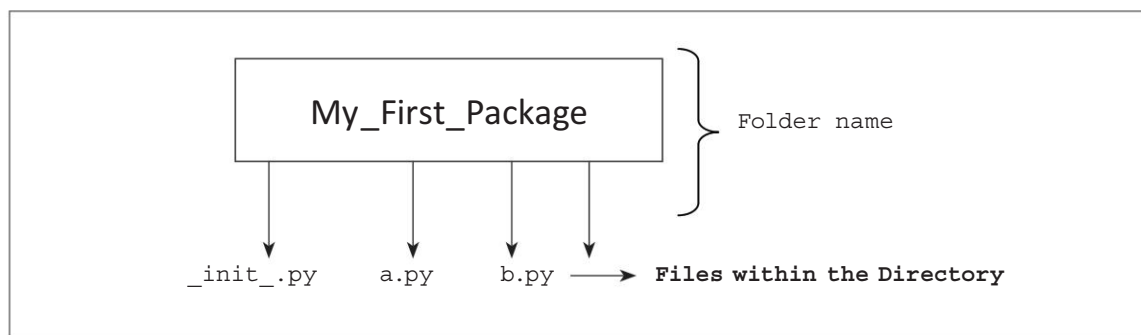 My_First_Package
Folder name
_init_.py a.py b.py Files within the Directory